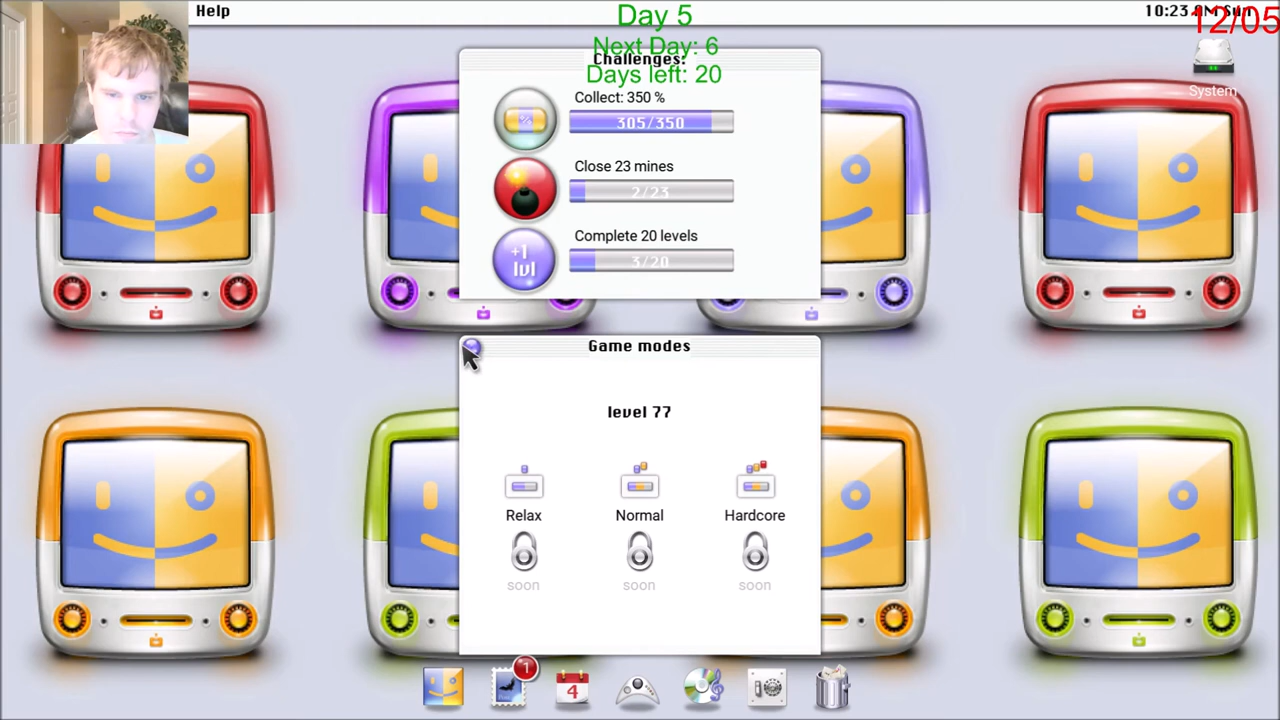 Help
10:23 AM Sun
12/05
Day 5
Next Day: 6
Days left: 20
Challenges:
System
Collect: 350 %
305/350
Close 23 mines
2/23
Complete 20 levels
+1
lvl
3/20
Game modes
level 77
Relax
Normal
Hardcore
soon
soon
soon
1
4